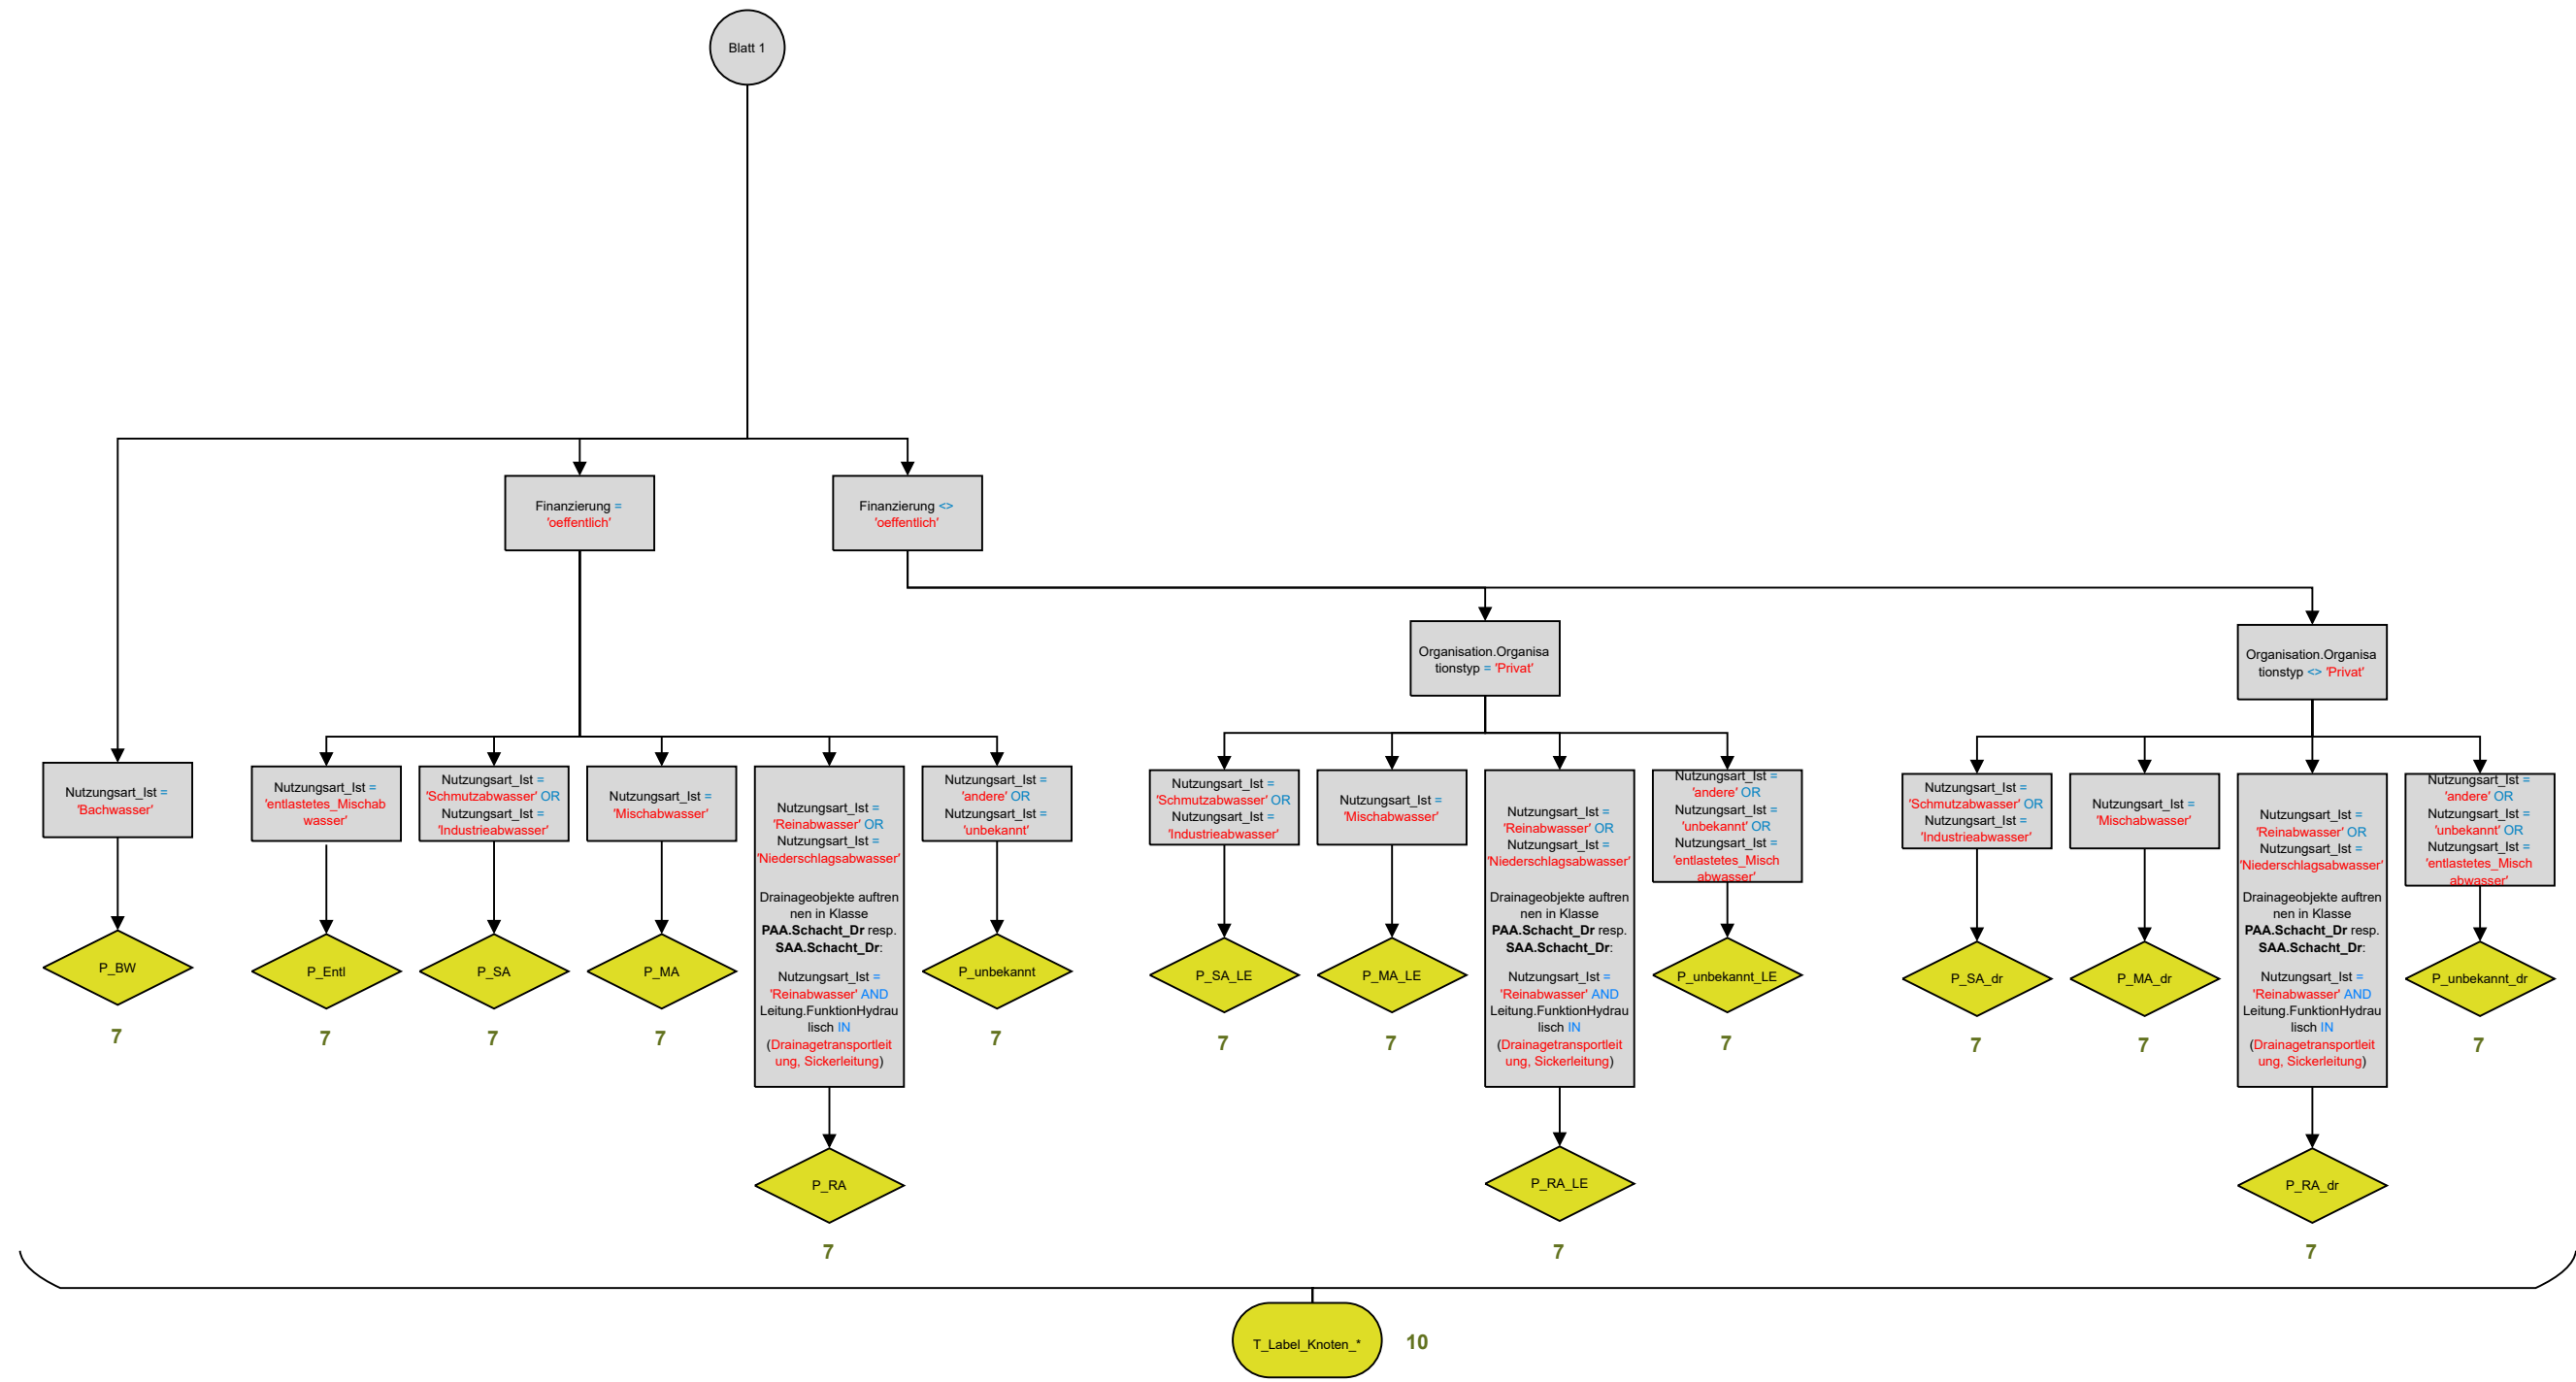 Blatt 1
Finanzierung =
'oeffentlich'
Finanzierung <>
'oeffentlich'
Organisation.Organisa
tionstyp = 'Privat'
Organisation.Organisa
tionstyp <> 'Privat'
Nutzungsart_Ist =
'Bachwasser'
Nutzungsart_Ist =
'entlastetes_Mischab
wasser'
Nutzungsart_Ist =
'Schmutzabwasser' OR
Nutzungsart_Ist =
'Industrieabwasser'
Nutzungsart_Ist =
'Mischabwasser'
Nutzungsart_Ist =
'Reinabwasser' OR
Nutzungsart_Ist =
'Niederschlagsabwasser'
Drainageobjekte auftren
nen in Klasse
PAA.Schacht_Dr resp.
SAA.Schacht_Dr:
Nutzungsart_Ist =
'Reinabwasser' AND
Leitung.FunktionHydrau
lisch IN
(Drainagetransportleit
ung, Sickerleitung)
Nutzungsart_Ist =
'andere' OR
Nutzungsart_Ist =
'unbekannt'
Nutzungsart_Ist =
'Schmutzabwasser' OR
Nutzungsart_Ist =
'Industrieabwasser'
Nutzungsart_Ist =
'Mischabwasser'
Nutzungsart_Ist =
'Reinabwasser' OR
Nutzungsart_Ist =
'Niederschlagsabwasser'
Drainageobjekte auftren
nen in Klasse
PAA.Schacht_Dr resp.
SAA.Schacht_Dr:
Nutzungsart_Ist =
'Reinabwasser' AND
Leitung.FunktionHydrau
lisch IN
(Drainagetransportleit
ung, Sickerleitung)
Nutzungsart_Ist =
'andere' OR
Nutzungsart_Ist =
'unbekannt' OR
Nutzungsart_Ist =
'entlastetes_Misch
abwasser'
Nutzungsart_Ist =
'Schmutzabwasser' OR
Nutzungsart_Ist =
'Industrieabwasser'
Nutzungsart_Ist =
'Mischabwasser'
Nutzungsart_Ist =
'Reinabwasser' OR
Nutzungsart_Ist =
'Niederschlagsabwasser'
Drainageobjekte auftren
nen in Klasse
PAA.Schacht_Dr resp.
SAA.Schacht_Dr:
Nutzungsart_Ist =
'Reinabwasser' AND
Leitung.FunktionHydrau
lisch IN
(Drainagetransportleit
ung, Sickerleitung)
Nutzungsart_Ist =
'andere' OR
Nutzungsart_Ist =
'unbekannt' OR
Nutzungsart_Ist =
'entlastetes_Misch
abwasser'
P_BW
7
P_Entl
7
P_SA
7
P_MA
7
P_unbekannt
7
P_SA_LE
7
P_MA_LE
7
P_unbekannt_LE
7
P_SA_dr
7
P_MA_dr
7
P_unbekannt_dr
7
P_RA
7
P_RA_LE
7
P_RA_dr
7
T_Label_Knoten_*
10